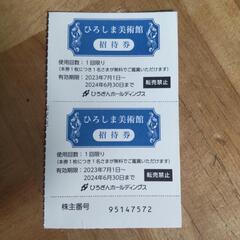 ひろしま美術館
招待券
使用回数：1回限り
（本券1枚につき1名さまが無料でご鑑賞いただけます）
有効期限：2023年7月1日〜
2024年6月30日まで
転売禁止
ひろぎんホールディングス
ひろしま美術館
招待券
使用回数：1回限り
（本券1枚につき1名さまが無料でご鑑賞いただけます）
有効期限：2023年7月1日〜
2024年6月30日まで
転売禁止
ひろぎんホールディングス
株主番号 95147572